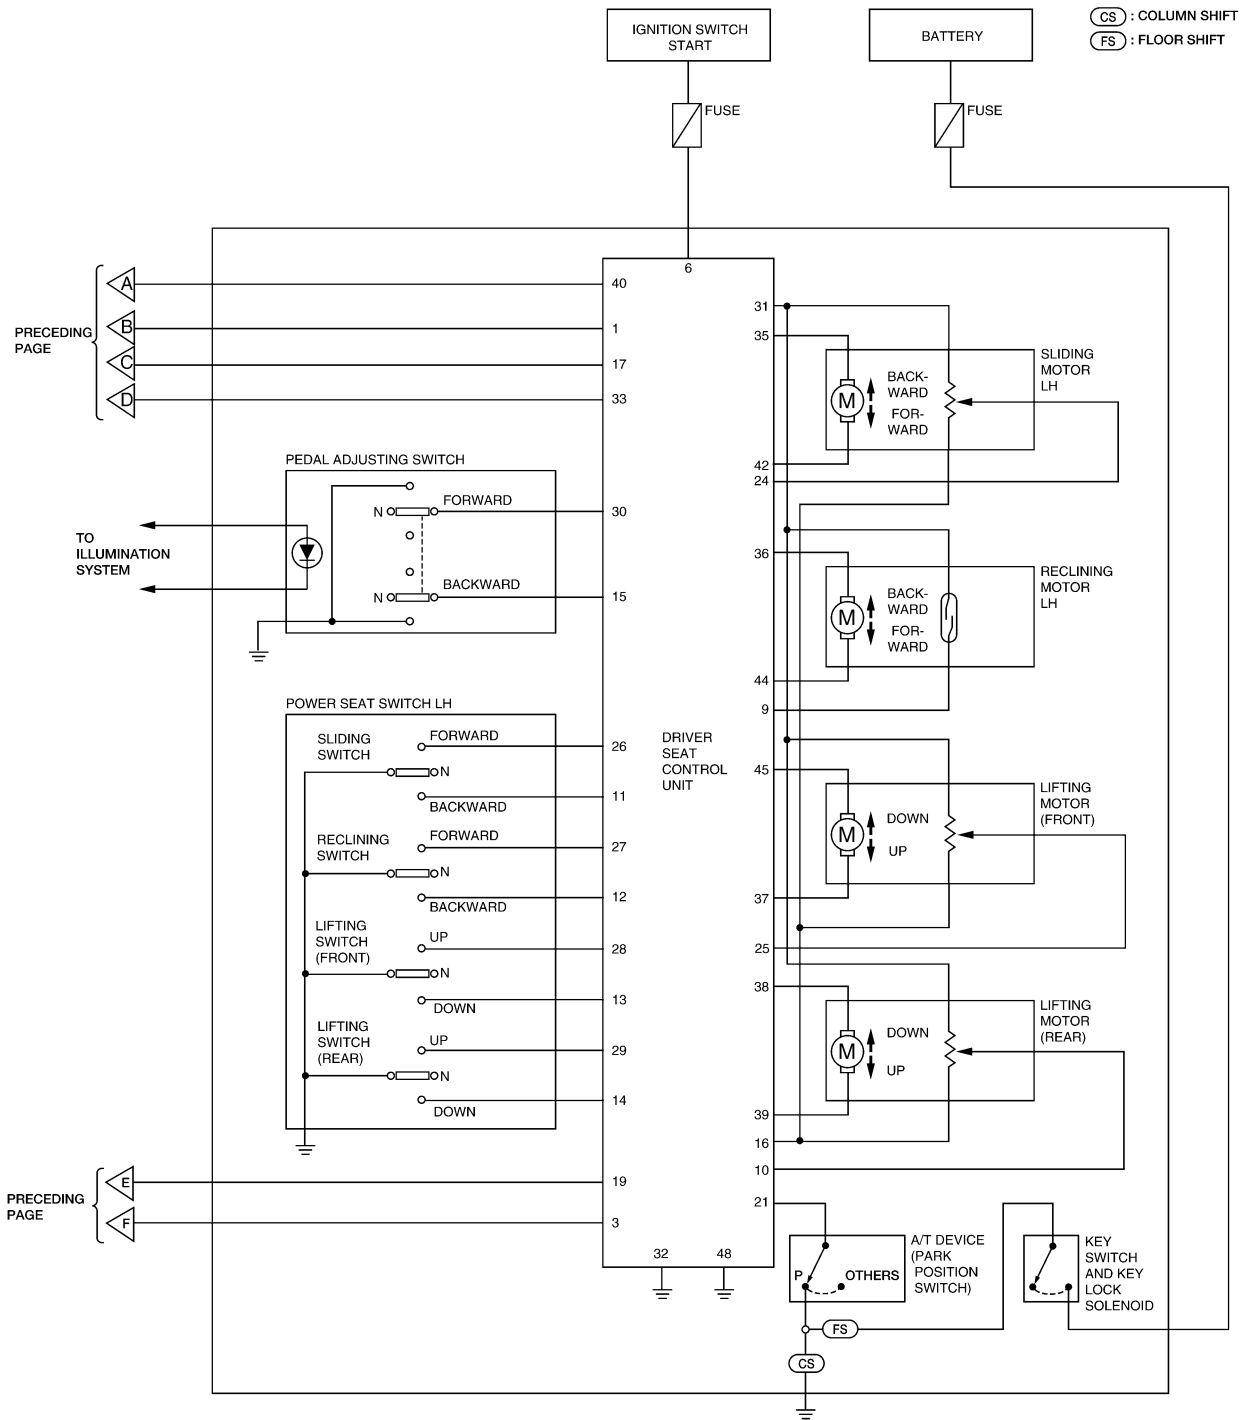 IGNITION SWITCH
START
BATTERY
CS : COLUMN SHIFT
FS : FLOOR SHIFT
FUSE
FUSE
6
PRECEDING
PAGE
A
B
C
D
40
1
17
33
PEDAL ADJUSTING SWITCH
FORWARD
N
30
BACKWARD
N
15
TO
ILLUMINATION
SYSTEM
POWER SEAT SWITCH LH
SLIDING
SWITCH
FORWARD
26
N
11
BACKWARD
RECLINING
SWITCH
FORWARD
27
N
12
BACKWARD
LIFTING
SWITCH
(FRONT)
UP
28
N
13
DOWN
LIFTING
SWITCH
(REAR)
UP
29
N
14
DOWN
PRECEDING
PAGE
E
F
19
3
DRIVER
SEAT
CONTROL
UNIT
32
48
31
35
42
24
M
BACK-
WARD
FOR-
WARD
SLIDING
MOTOR
LH
36
44
9
M
BACK-
WARD
FOR-
WARD
RECLINING
MOTOR
LH
45
37
25
M
DOWN
UP
LIFTING
MOTOR
(FRONT)
38
39
16
10
M
DOWN
UP
LIFTING
MOTOR
(REAR)
21
P
OTHERS
A/T DEVICE
(PARK
POSITION
SWITCH)
KEY
SWITCH
AND KEY
LOCK
SOLENOID
FS
CS